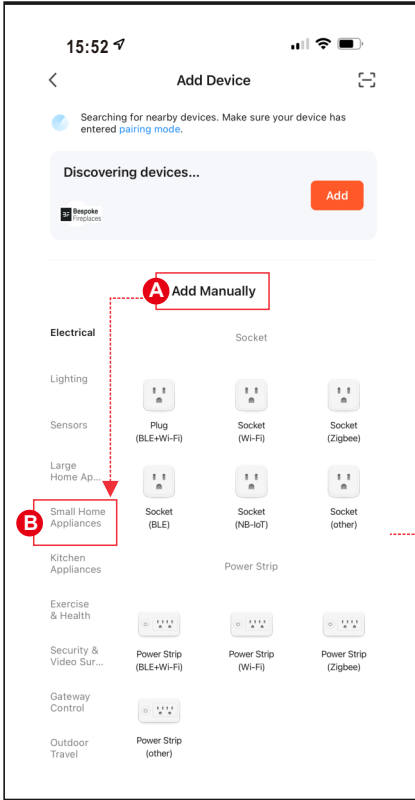 15:52
Add Device
Searching for nearby devices. Make sure your device has
entered pairing mode.
Discovering devices...
Add
BF Bespoke
Fireplaces
A Add Manually
Electrical
Socket
Lighting
Sensors
Plug
(BLE+Wi-Fi)
Socket
(Wi-Fi)
Socket
(Zigbee)
Large
Home Ap...
B Small Home
Appliances
Socket
(BLE)
Socket
(NB-IoT)
Socket
(other)
Kitchen
Appliances
Power Strip
Exercise
& Health
Security &
Video Sur...
Power Strip
(BLE+Wi-Fi)
Power Strip
(Wi-Fi)
Power Strip
(Zigbee)
Gateway
Control
Outdoor
Travel
Power Strip
(other)